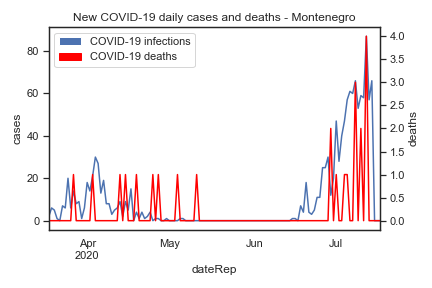 New COVID-19 daily cases and deaths - Montenegro
COVID-19 infections
COVID-19 deaths
80
60
40
20
0
cases
4.0
3.5
3.0
2.5
2.0
1.5
1.0
0.5
0.0
deaths
Apr
2020
May
Jun
Jul
dateRep